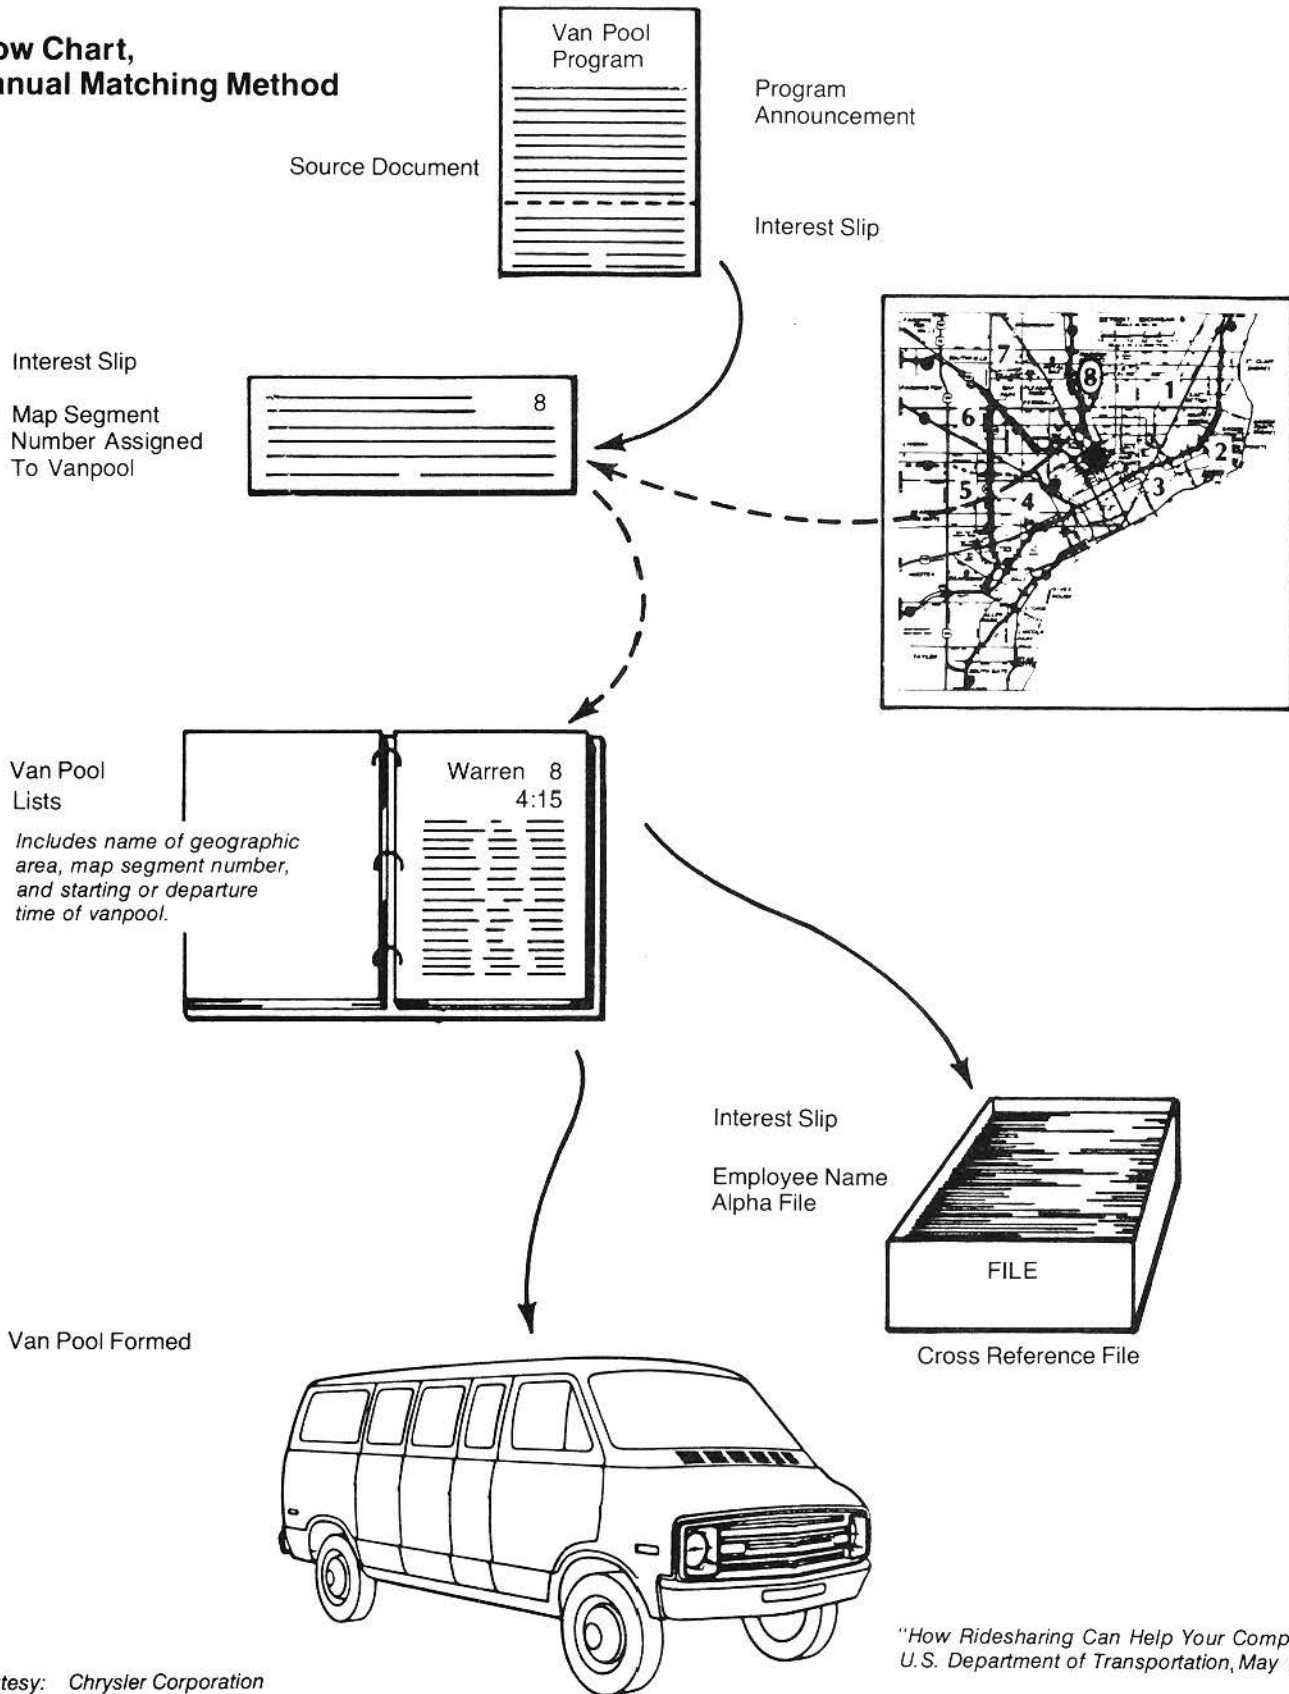 ow Chart,
anual Matching Method
Van Pool
Program
Program
Announcement
Source Document
Interest Slip
Interest Slip
Map Segment
Number Assigned
To Vanpool
8
7
8
1
6
2
5
4
3
Van Pool
Lists
Includes name of geographic
area, map segment number,
and starting or departure
time of vanpool.
Warren 8
4:15
Interest Slip
Employee Name
Alpha File
FILE
Cross Reference File
Van Pool Formed
"How Ridesharing Can Help Your Comp
U.S. Department of Transportation, May
tesy: Chrysler Corporation